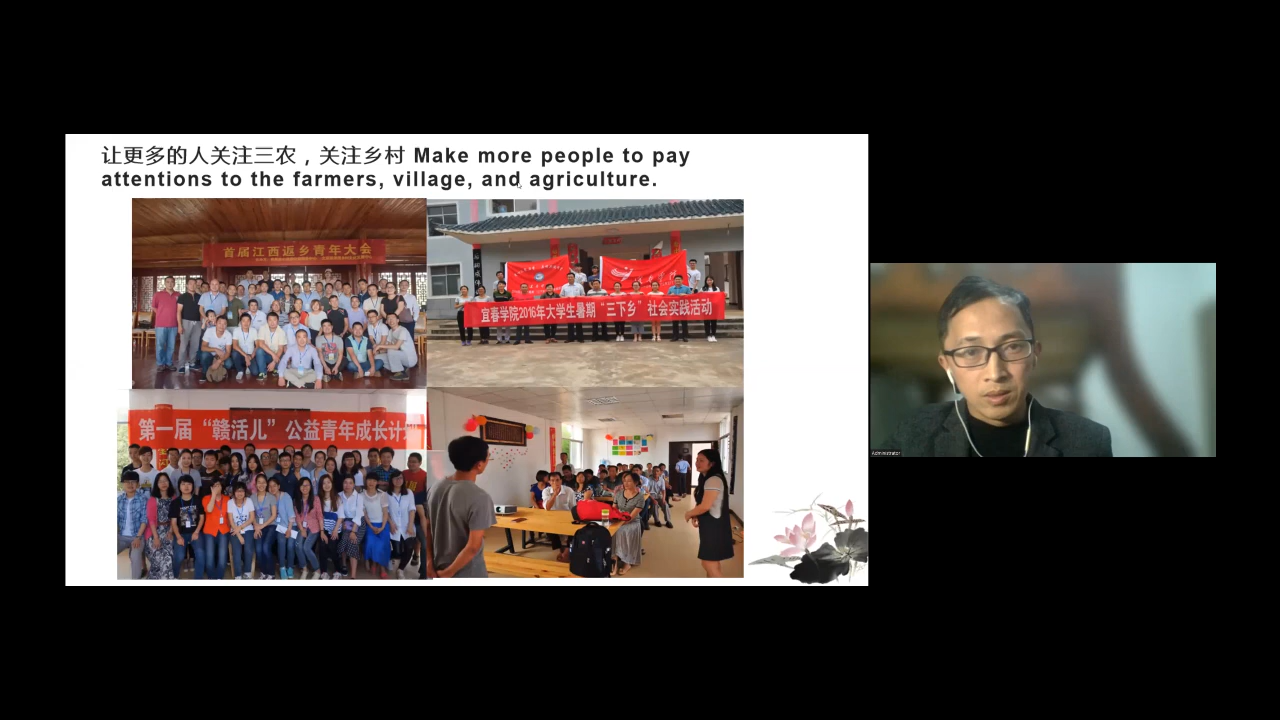 让更多的人关注三农，关注乡村 Make more people to pay
attentions to the farmers, village, and agriculture.
首届江西返乡青年大会
宜春学院2016年大学生暑期“三下乡”社会实践活动
第一届“赣活儿”公益青年成长计划
Administrator